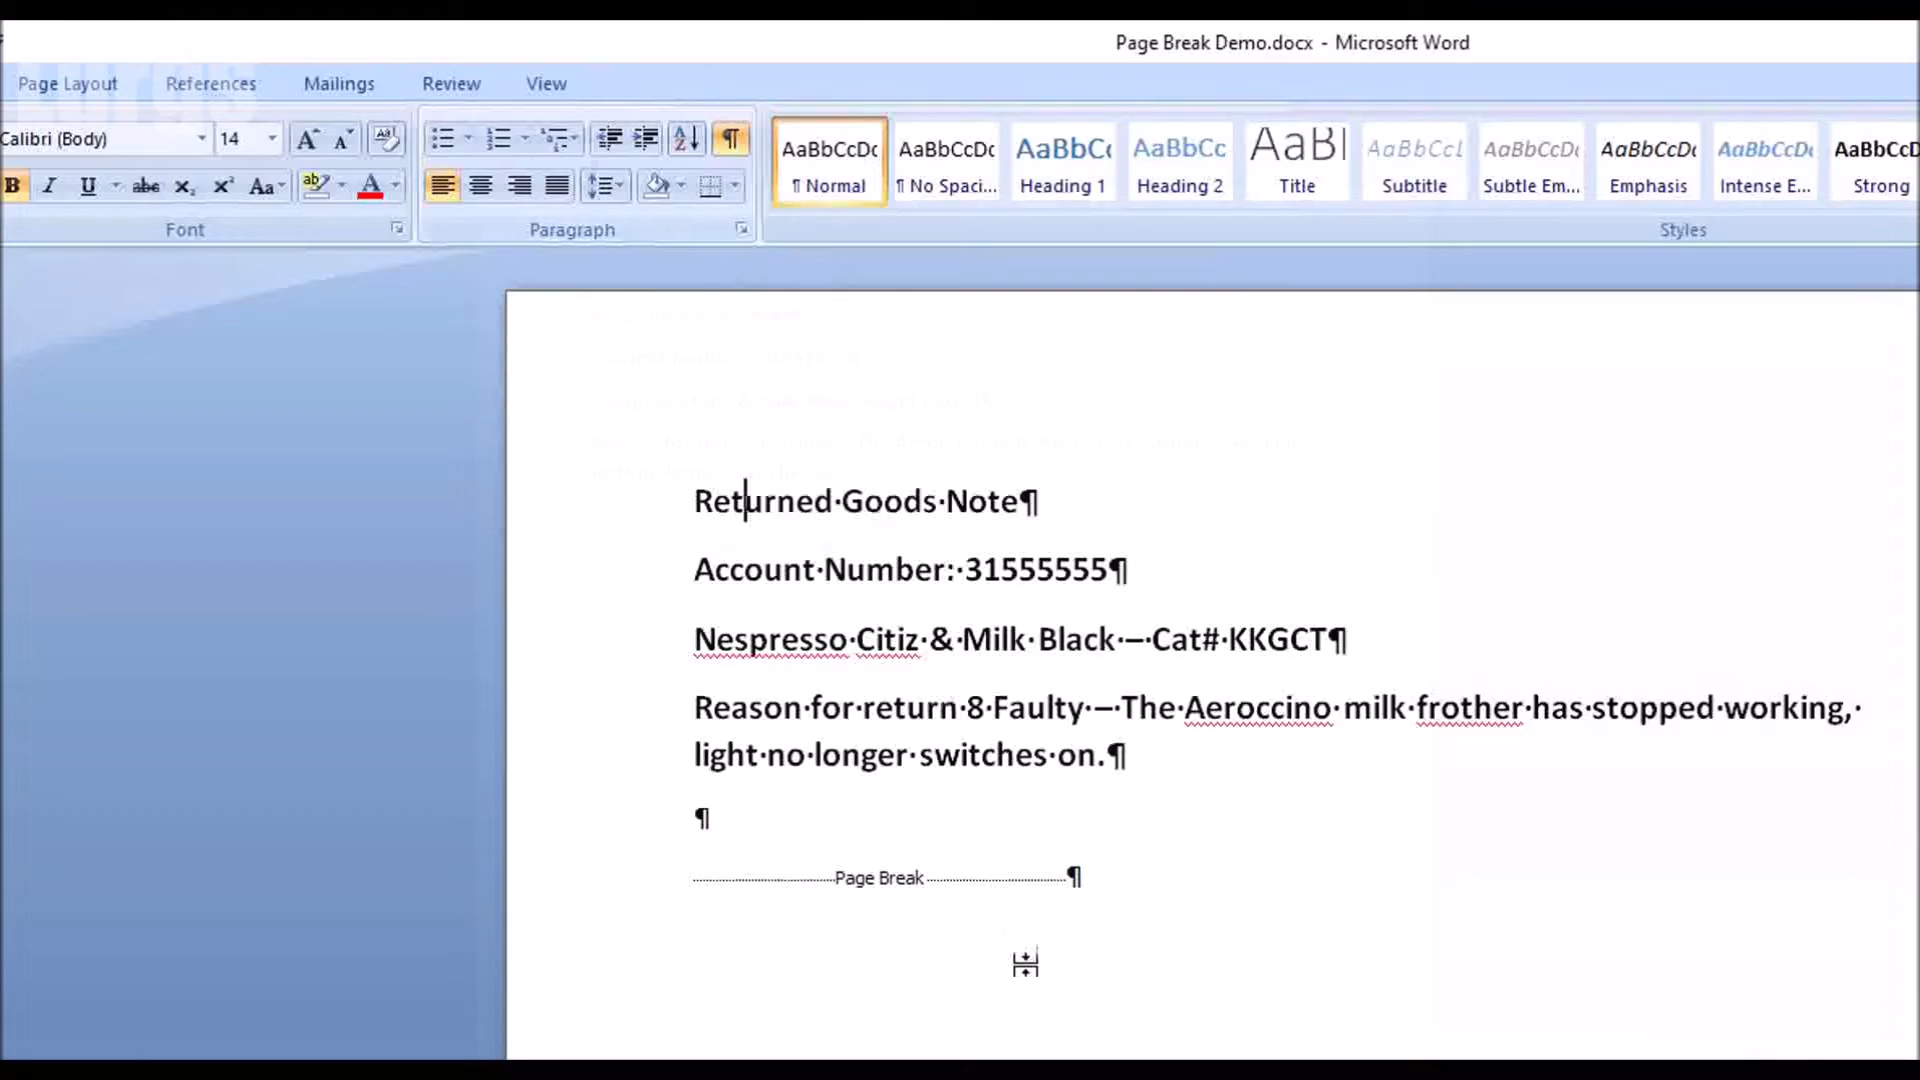 Page Break Demo.docx - Microsoft Word
Page Layout References Mailings Review View
Calibri (Body) 14
AaBbCcDc AaBbCcDc AaBbCc AaBbCc AaBl AaBbCcL AaBbCcDc AaBbCcDc AaBbCcDc AaBbCcD
¶ Normal ¶ No Spaci... Heading 1 Heading 2 Title Subtitle Subtle Em... Emphasis Intense E... Strong
Font Paragraph Styles
Returned·Goods·Note¶
Account·Number:·31555555¶
Nespresso·Citiz·&·Milk·Black·–·Cat#·KKGCT¶
Reason·for·return·8·Faulty·–·The·Aeroccino·milk·frother·has·stopped·working,·
light·no·longer·switches·on.¶
¶
Page Break¶